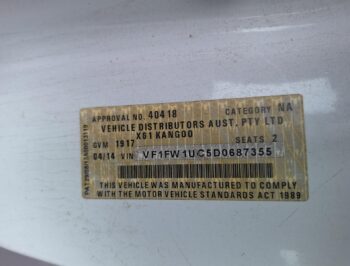 APPROVAL NO. 40418 CATEGORY NA
VEHICLE DISTRIBUTORS AUST. PTY LTD
X61 KANGOO
GVM 1917 SEATS 2
04/14 VIN VF1FW1UC5D0687355
THIS VEHICLE WAS MANUFACTURED TO COMPLY
WITH THE MOTOR VEHICLE STANDARDS ACT 1989